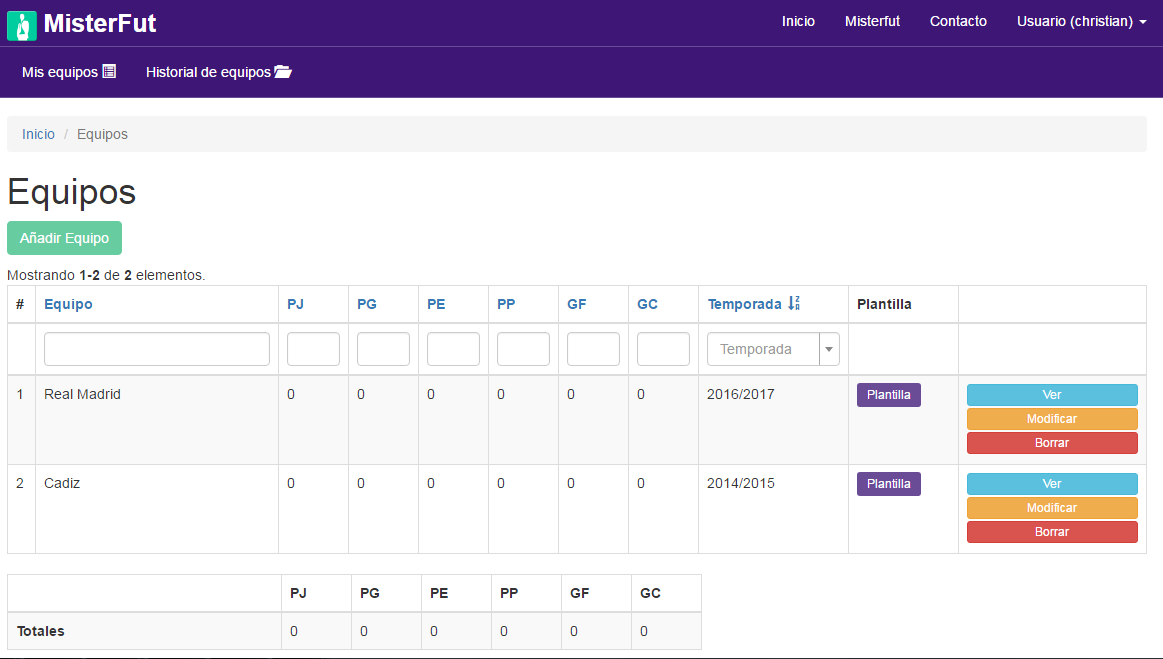 MisterFut
Inicio Misterfut Contacto Usuario (christian)
Mis equipos Historial de equipos
Inicio / Equipos
Equipos
Añadir Equipo
Mostrando 1-2 de 2 elementos.
# Equipo PJ PG PE PP GF GC Temporada Plantilla
Temporada
1 Real Madrid 0 0 0 0 0 0 2016/2017 Plantilla Ver
Modificar
Borrar
2 Cadiz 0 0 0 0 0 0 2014/2015 Plantilla Ver
Modificar
Borrar
PJ PG PE PP GF GC
Totales 0 0 0 0 0 0